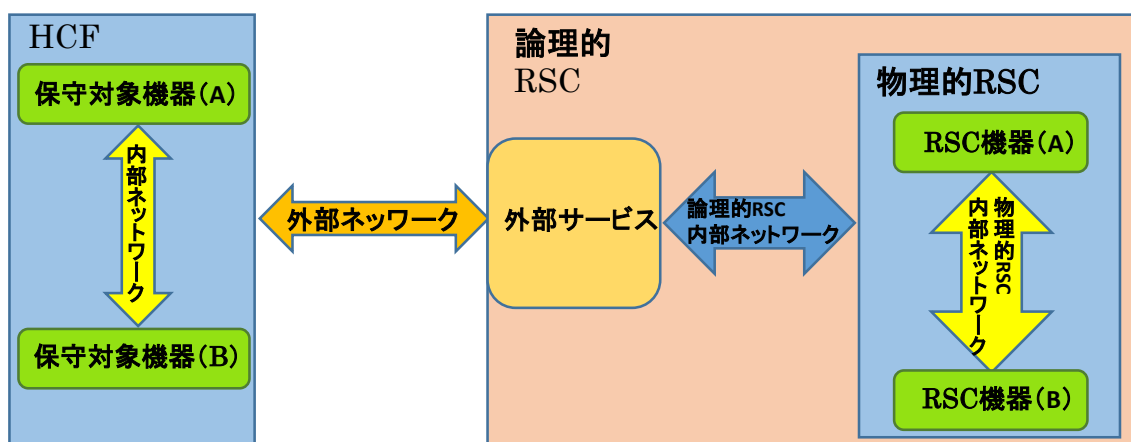 HCF
保守対象機器(A)
内部ネットワーク
保守対象機器(B)
外部ネッワーク
論理的
RSC
外部サービス
論理的RSC
内部ネットワーク
物理的RSC
RSC機器(A)
物理的RSC
内部ネットワーク
RSC機器(B)